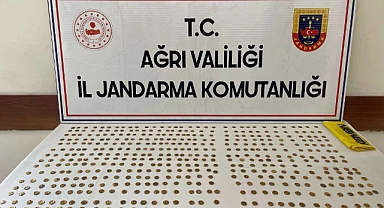 T.C.
AĞRI VALİLİĞİ
İL JANDARMA KOMUTANLIĞI